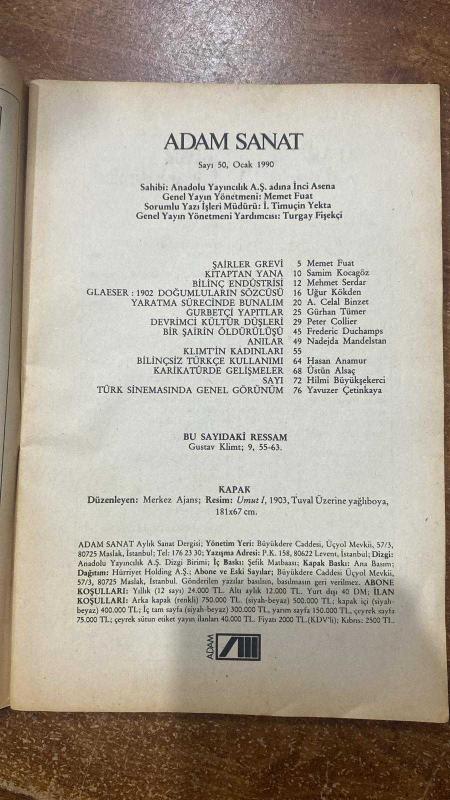 ADAM SANAT
Sayı 50, Ocak 1990
Sahibi: Anadolu Yayıncılık A.Ş. adına İnci Asena
Genel Yayın Yönetmeni: Memet Fuat
Sorumlu Yazı İşleri Müdürü: İ. Timuçin Yekta
Genel Yayın Yönetmeni Yardımcısı: Turgay Fişekçi
ŞAİRLER GREVİ 5 Memet Fuat
KİTAPTAN YANA 10 Samim Kocagöz
BİLİNÇ ENDÜSTRİSİ 12 Mehmet Serdar
GLAESER: 1902 DOĞUMLULARIN SÖZCÜSÜ 16 Uğur Kökden
YARATMA SÜRECİNDE BUNALIM 20 A. Celal Binzet
GURBETÇİ YAPITLAR 25 Gürhan Tümer
DEVRİMCİ KÜLTÜR DÜŞLERİ 29 Peter Collier
BİR ŞAİRİN ÖLDÜRÜLÜŞÜ 45 Frederic Duchamps
ANILAR 49 Nadejda Mandelstan
KLIMT'İN KADINLARI 55
BİLİNÇSİZ TÜRKÇE KULLANIMI 64 Hasan Anamur
KARİKATÜRDE GELİŞMELER 68 Üstün Alsaç
SAYI 72 Hilmi Büyükşekerci
TÜRK SİNEMASINDA GENEL GÖRÜNÜM 76 Yavuzer Çetinkaya
BU SAYIDAKİ RESSAM
Gustav Klimt; 9, 55-63.
KAPAK
Düzenleyen: Merkez Ajans; Resim: Umut I, 1903, Tuval Üzerine yağlıboya,
181x67 cm.
ADAM SANAT Aylık Sanat Dergisi; Yönetim Yeri: Büyükdere Caddesi, Üçyol Mevkii, 57/3,
80725 Maslak, İstanbul; Tel: 176 23 30; Yazışma Adresi: P.K. 158, 80622 Levent, İstanbul; Dizgi:
Anadolu Yayıncılık A.Ş. Dizgi Birimi; İç Baskı: Şefik Matbaası; Kapak Baskı: Ana Basım;
Dağıtım: Hürriyet Holding A.Ş.; Abone ve Eski Sayılar; Büyükdere Caddesi Üçyol Mevkii,
57/3, 80725 Maslak, İstanbul. Gönderilen yazılar basılsın, basılmasın geri verilmez. ABONE
KOŞULLARI: Yıllık (12 sayı) 24.000 TL. Altı aylık 12.000 TL. Yurt dışı 40 DM; İLAN
KOŞULLARI: Arka kapak (renkli) 750.000 TL. (siyah-beyaz) 500.000 TL.; kapak içi (siyah-
beyaz) 400.000 TL.; İç tam sayfa (siyah-beyaz) 300.000 TL., yarım sayfa 150.000 TL., çeyrek sayfa
75.000 TL.; çeyrek sütun etiket yayın ilanları 40.000 TL. Fiyatı 2000 TL.(KDV'li); Kıbrıs: 2500 TL.
ADAM